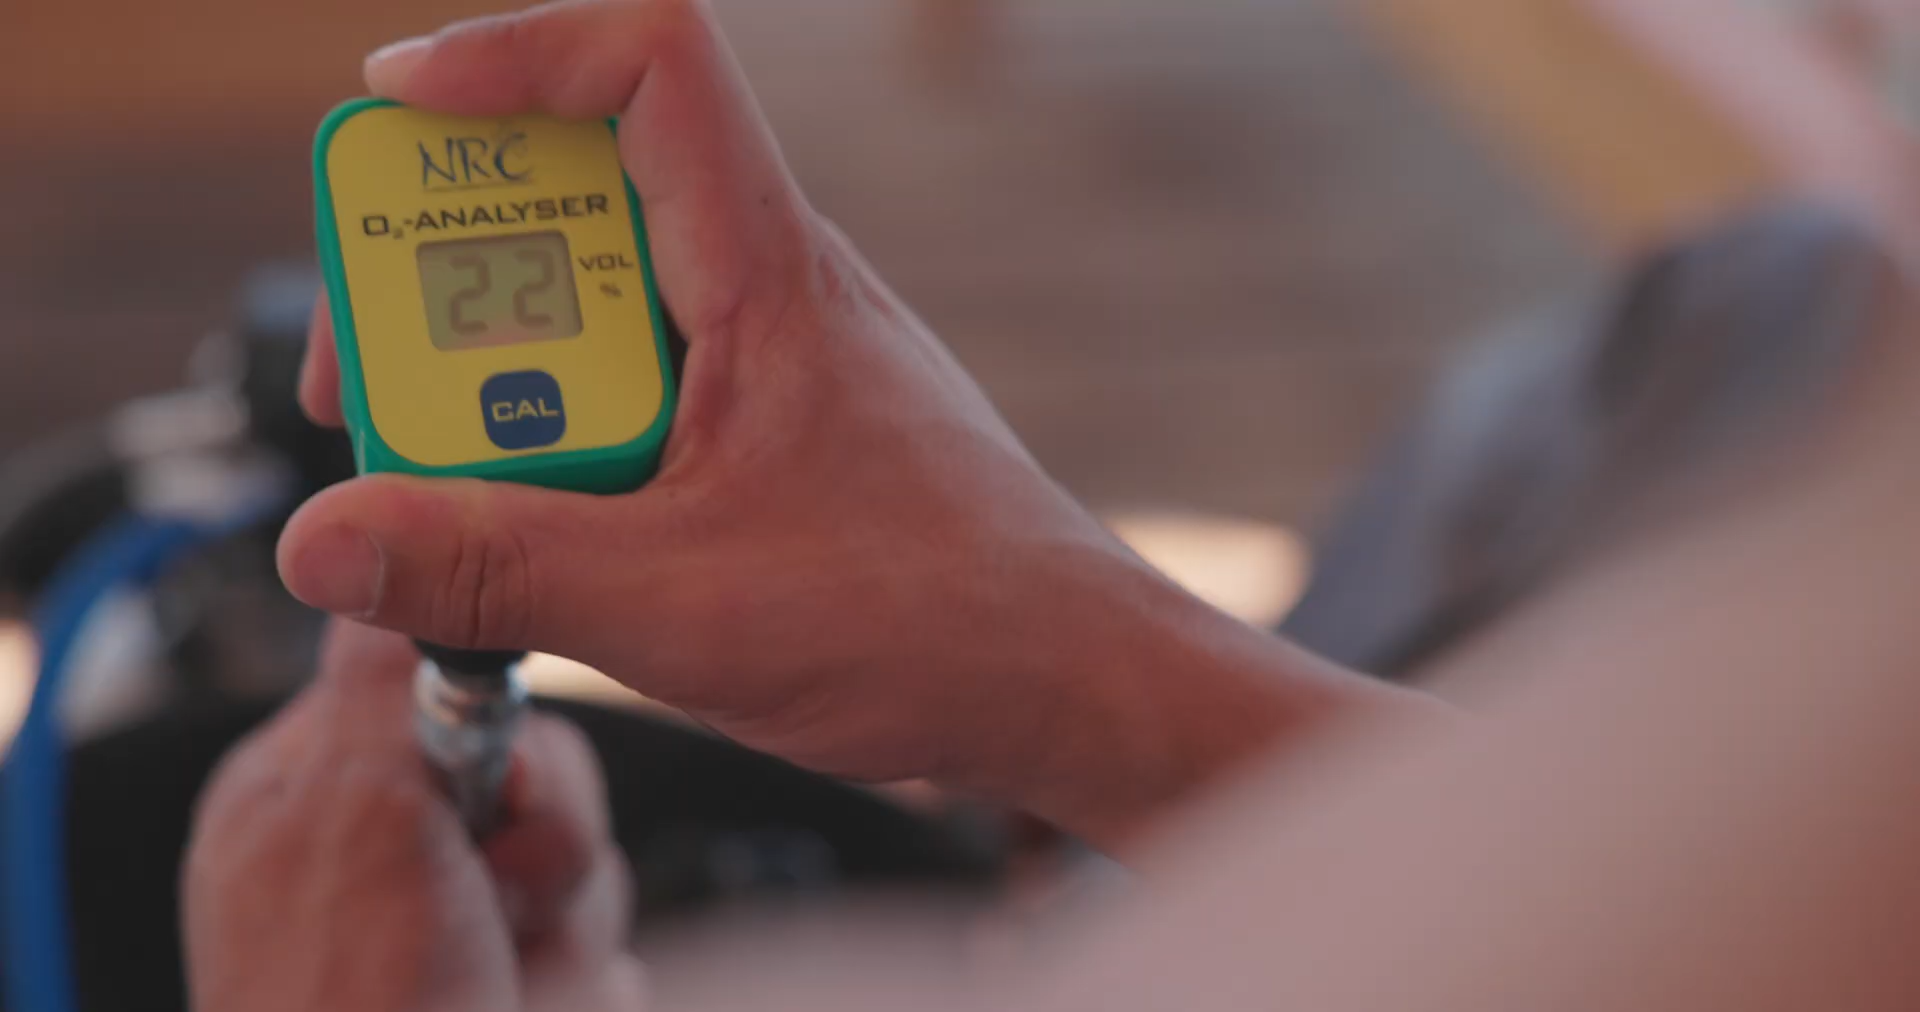 NRC
O₂-ANALYSER
22 VOL
%
CAL